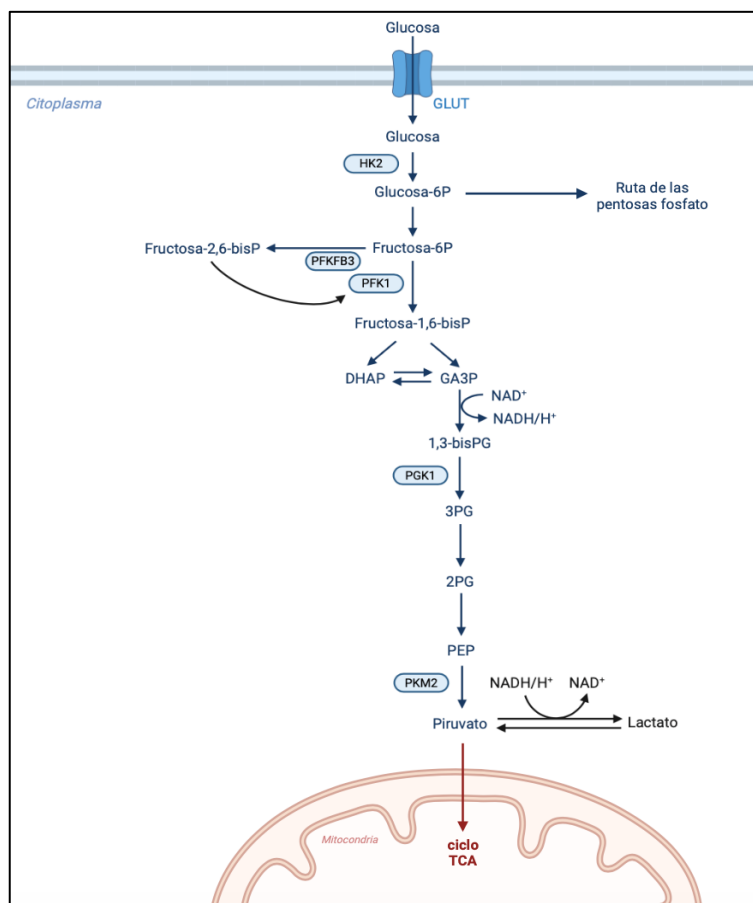 Glucosa
Citoplasma
GLUT
Glucosa
HK2
Glucosa-6P
Ruta de las
pentosas fosfato
Fructosa-2,6-bisP
Fructosa-6P
PFKFB3
PFK1
Fructosa-1,6-bisP
DHAP
GA3P
NAD⁺
NADH/H⁺
1,3-bisPG
PGK1
3PG
2PG
PEP
PKM2
NADH/H⁺
NAD⁺
Piruvato
Lactato
Mitocondria
ciclo
TCA